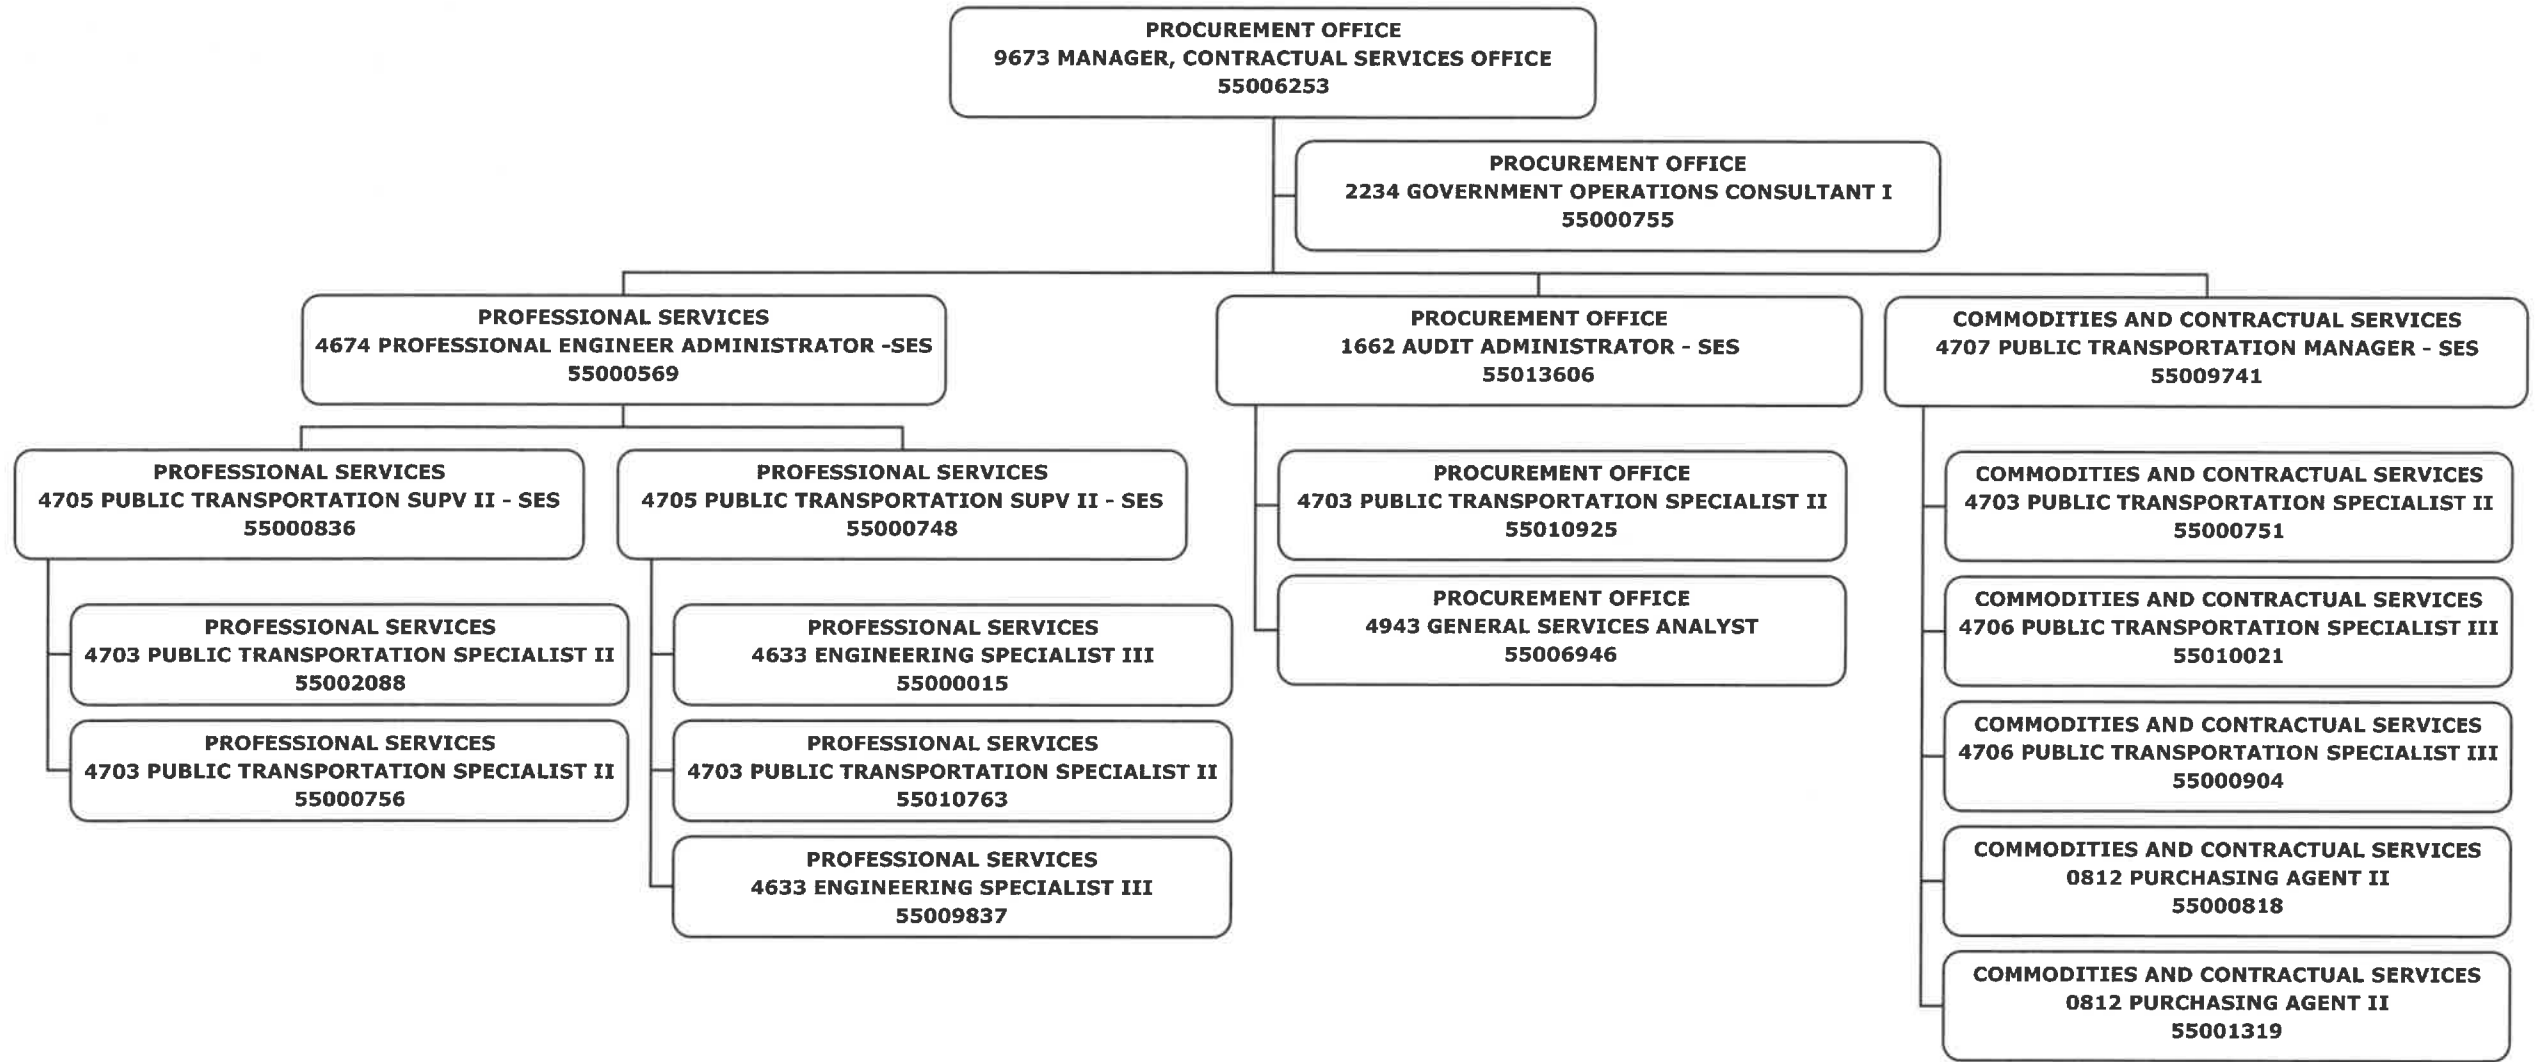 PROCUREMENT OFFICE
9673 MANAGER, CONTRACTUAL SERVICES OFFICE
55006253
PROCUREMENT OFFICE
2234 GOVERNMENT OPERATIONS CONSULTANT I
55000755
PROFESSIONAL SERVICES
4674 PROFESSIONAL ENGINEER ADMINISTRATOR -SES
55000569
PROCUREMENT OFFICE
1662 AUDIT ADMINISTRATOR - SES
55013606
COMMODITIES AND CONTRACTUAL SERVICES
4707 PUBLIC TRANSPORTATION MANAGER - SES
55009741
PROFESSIONAL SERVICES
4705 PUBLIC TRANSPORTATION SUPV II - SES
55000836
PROFESSIONAL SERVICES
4705 PUBLIC TRANSPORTATION SUPV II - SES
55000748
PROCUREMENT OFFICE
4703 PUBLIC TRANSPORTATION SPECIALIST II
55010925
COMMODITIES AND CONTRACTUAL SERVICES
4703 PUBLIC TRANSPORTATION SPECIALIST II
55000751
PROCUREMENT OFFICE
4943 GENERAL SERVICES ANALYST
55006946
COMMODITIES AND CONTRACTUAL SERVICES
4706 PUBLIC TRANSPORTATION SPECIALIST III
55010021
PROFESSIONAL SERVICES
4703 PUBLIC TRANSPORTATION SPECIALIST II
55002088
PROFESSIONAL SERVICES
4633 ENGINEERING SPECIALIST III
55000015
COMMODITIES AND CONTRACTUAL SERVICES
4706 PUBLIC TRANSPORTATION SPECIALIST III
55000904
PROFESSIONAL SERVICES
4703 PUBLIC TRANSPORTATION SPECIALIST II
55000756
PROFESSIONAL SERVICES
4703 PUBLIC TRANSPORTATION SPECIALIST II
55010763
COMMODITIES AND CONTRACTUAL SERVICES
0812 PURCHASING AGENT II
55000818
PROFESSIONAL SERVICES
4633 ENGINEERING SPECIALIST III
55009837
COMMODITIES AND CONTRACTUAL SERVICES
0812 PURCHASING AGENT II
55001319